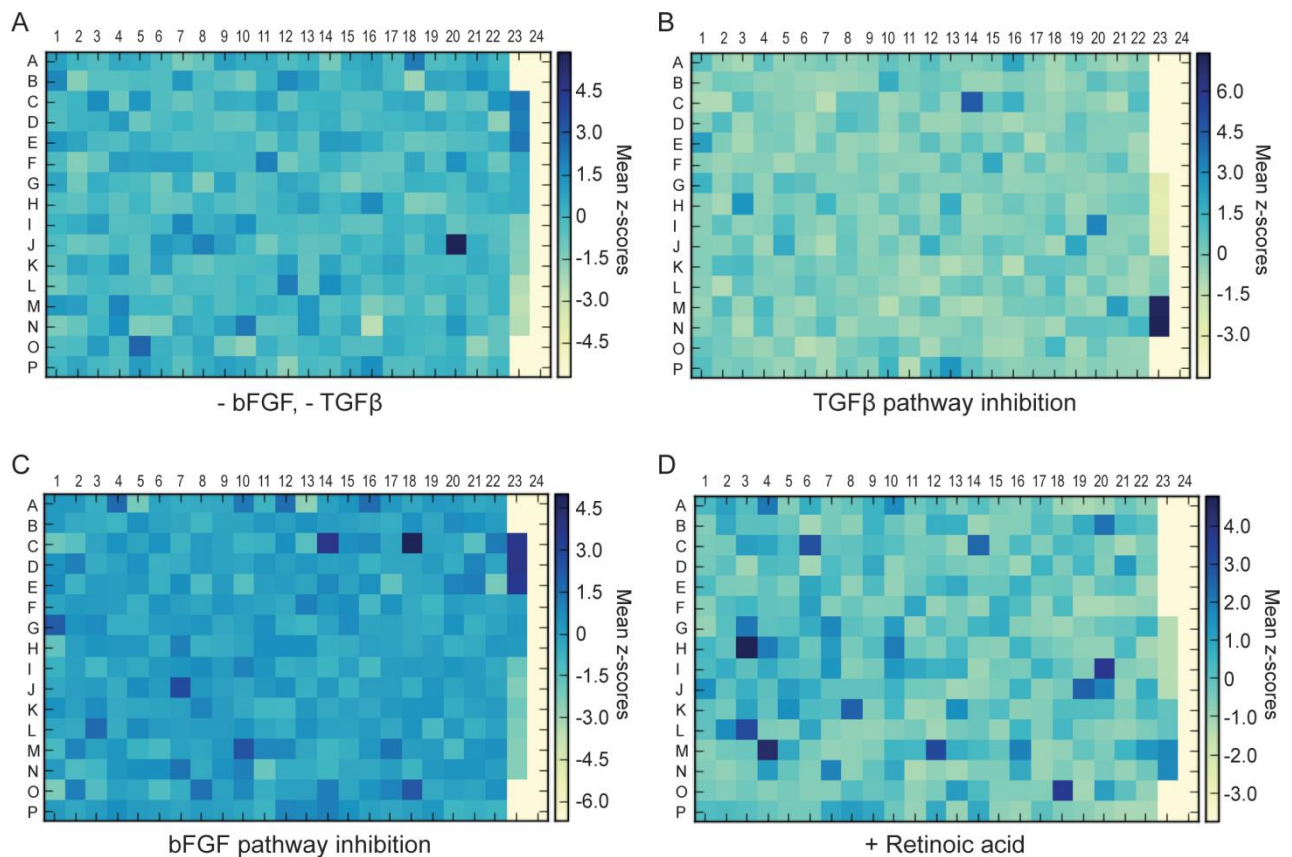 A
1 2 3 4 5 6 7 8 9 10 11 12 13 14 15 16 17 18 19 20 21 22 23 24
A
B
C
D
E
F
G
H
I
J
K
L
M
N
O
P
4.5
3.0
1.5
0
-1.5
-3.0
-4.5
Mean z-scores
- bFGF, - TGFβ
B
1 2 3 4 5 6 7 8 9 10 11 12 13 14 15 16 17 18 19 20 21 22 23 24
A
B
C
D
E
F
G
H
I
J
K
L
M
N
O
P
6.0
4.5
3.0
1.5
0
-1.5
-3.0
Mean z-scores
TGFβ pathway inhibition
C
1 2 3 4 5 6 7 8 9 10 11 12 13 14 15 16 17 18 19 20 21 22 23 24
A
B
C
D
E
F
G
H
I
J
K
L
M
N
O
P
4.5
3.0
1.5
0
-1.5
-3.0
-4.5
-6.0
Mean z-scores
bFGF pathway inhibition
D
1 2 3 4 5 6 7 8 9 10 11 12 13 14 15 16 17 18 19 20 21 22 23 24
A
B
C
D
E
F
G
H
I
J
K
L
M
N
O
P
4.0
3.0
2.0
1.0
0
-1.0
-2.0
-3.0
Mean z-scores
+ Retinoic acid